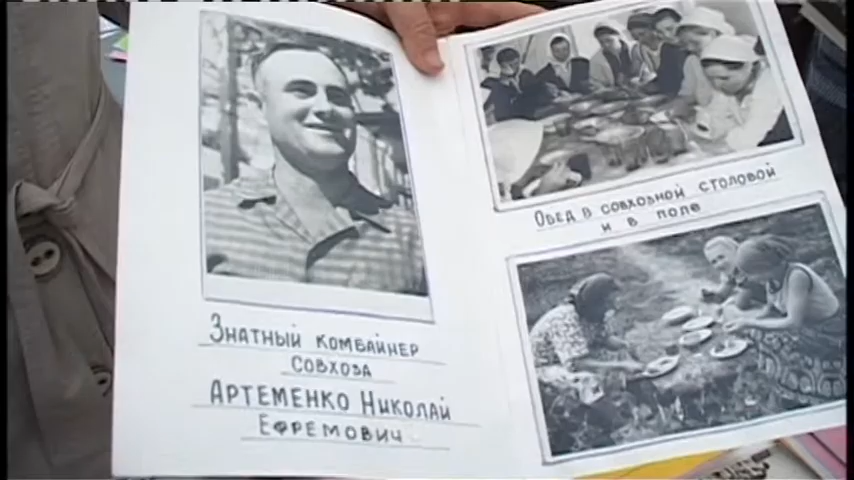 Знатный комбайнер
совхоза
Артеменко Николай
Ефремович
Обед в совхозной столовой
и в поле